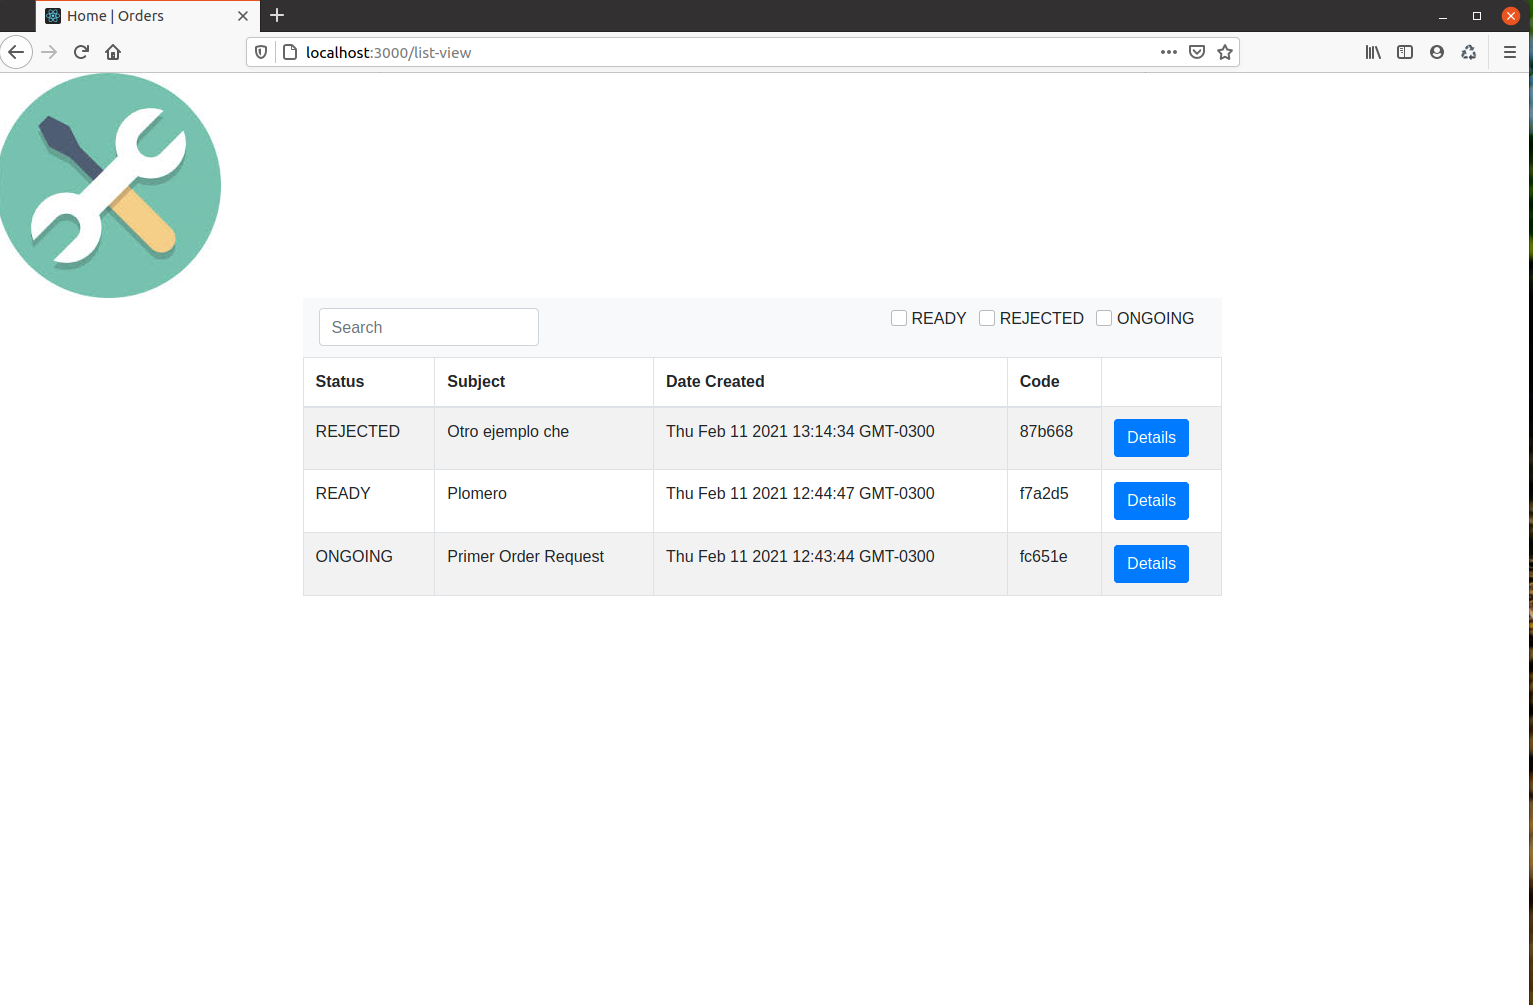 Home | Orders
localhost:3000/list-view
Search
READY REJECTED ONGOING
Status Subject Date Created Code
REJECTED Otro ejemplo che Thu Feb 11 2021 13:14:34 GMT-0300 87b668 Details
READY Plomero Thu Feb 11 2021 12:44:47 GMT-0300 f7a2d5 Details
ONGOING Primer Order Request Thu Feb 11 2021 12:43:44 GMT-0300 fc651e Details